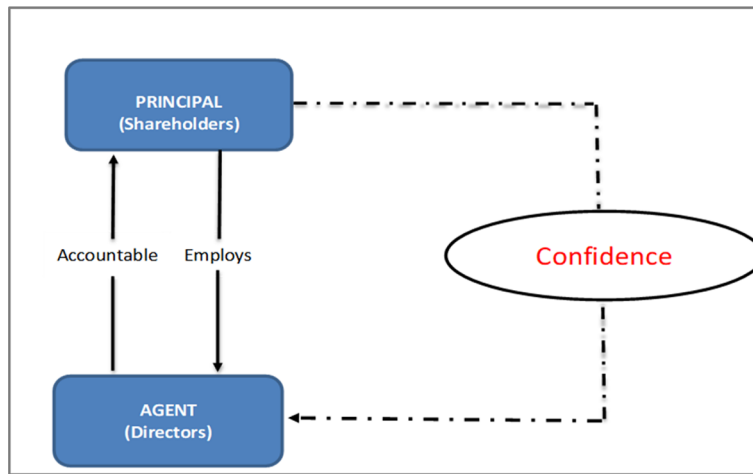 PRINCIPAL
(Shareholders)
Accountable
Employs
Confidence
AGENT
(Directors)